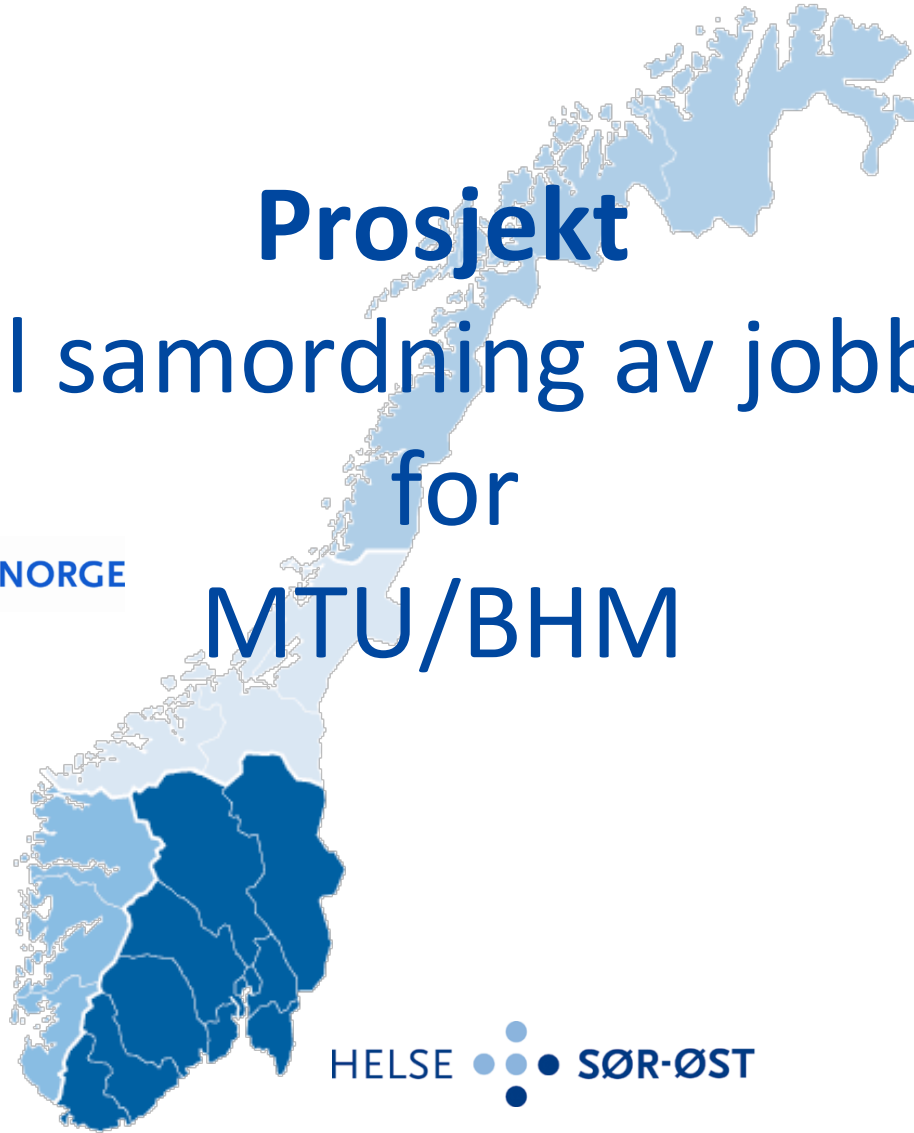 Prosjekt
l samordning av jobb
for
NORGE
MTU/BHM
HELSE SØR-ØST